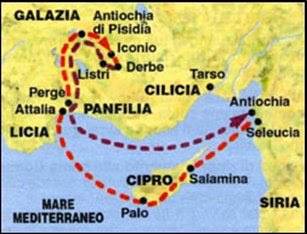 GALAZIA
Antiochia
di Pisidia
Iconio
Listri
Derbe
Tarso
CILICIA
Perge
Attalia
PANFILIA
Antiochia
LICIA
Seleucia
CIPRO
Salamina
SIRIA
MARE
MEDITERRANEO
Palo